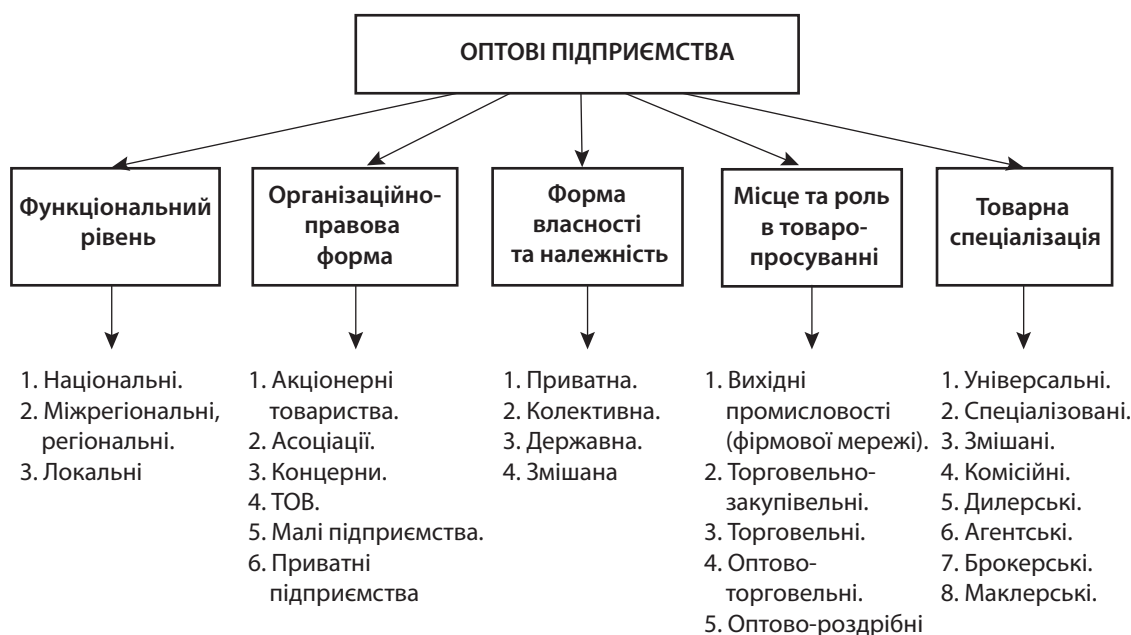 ОПТОВІ ПІДПРИЄМСТВА
Функціональний
рівень
Організаційно-
правова
форма
Форма
власності
та належність
Місце та роль
в товаро-
просуванні
Товарна
спеціалізація
1. Національні.
2. Міжрегіональні,
регіональні.
3. Локальні
1. Акціонерні
товариства.
2. Асоціації.
3. Концерни.
4. ТОВ.
5. Малі підприємства.
6. Приватні
підприємства
1. Приватна.
2. Колективна.
3. Державна.
4. Змішана
1. Вихідні
промисловості
(фірмової мережі).
2. Торговельно-
закупівельні.
3. Торговельні.
4. Оптово-
торговельні.
5. Оптово-роздрібні
1. Універсальні.
2. Спеціалізовані.
3. Змішані.
4. Комісійні.
5. Дилерські.
6. Агентські.
7. Брокерські.
8. Маклерські.